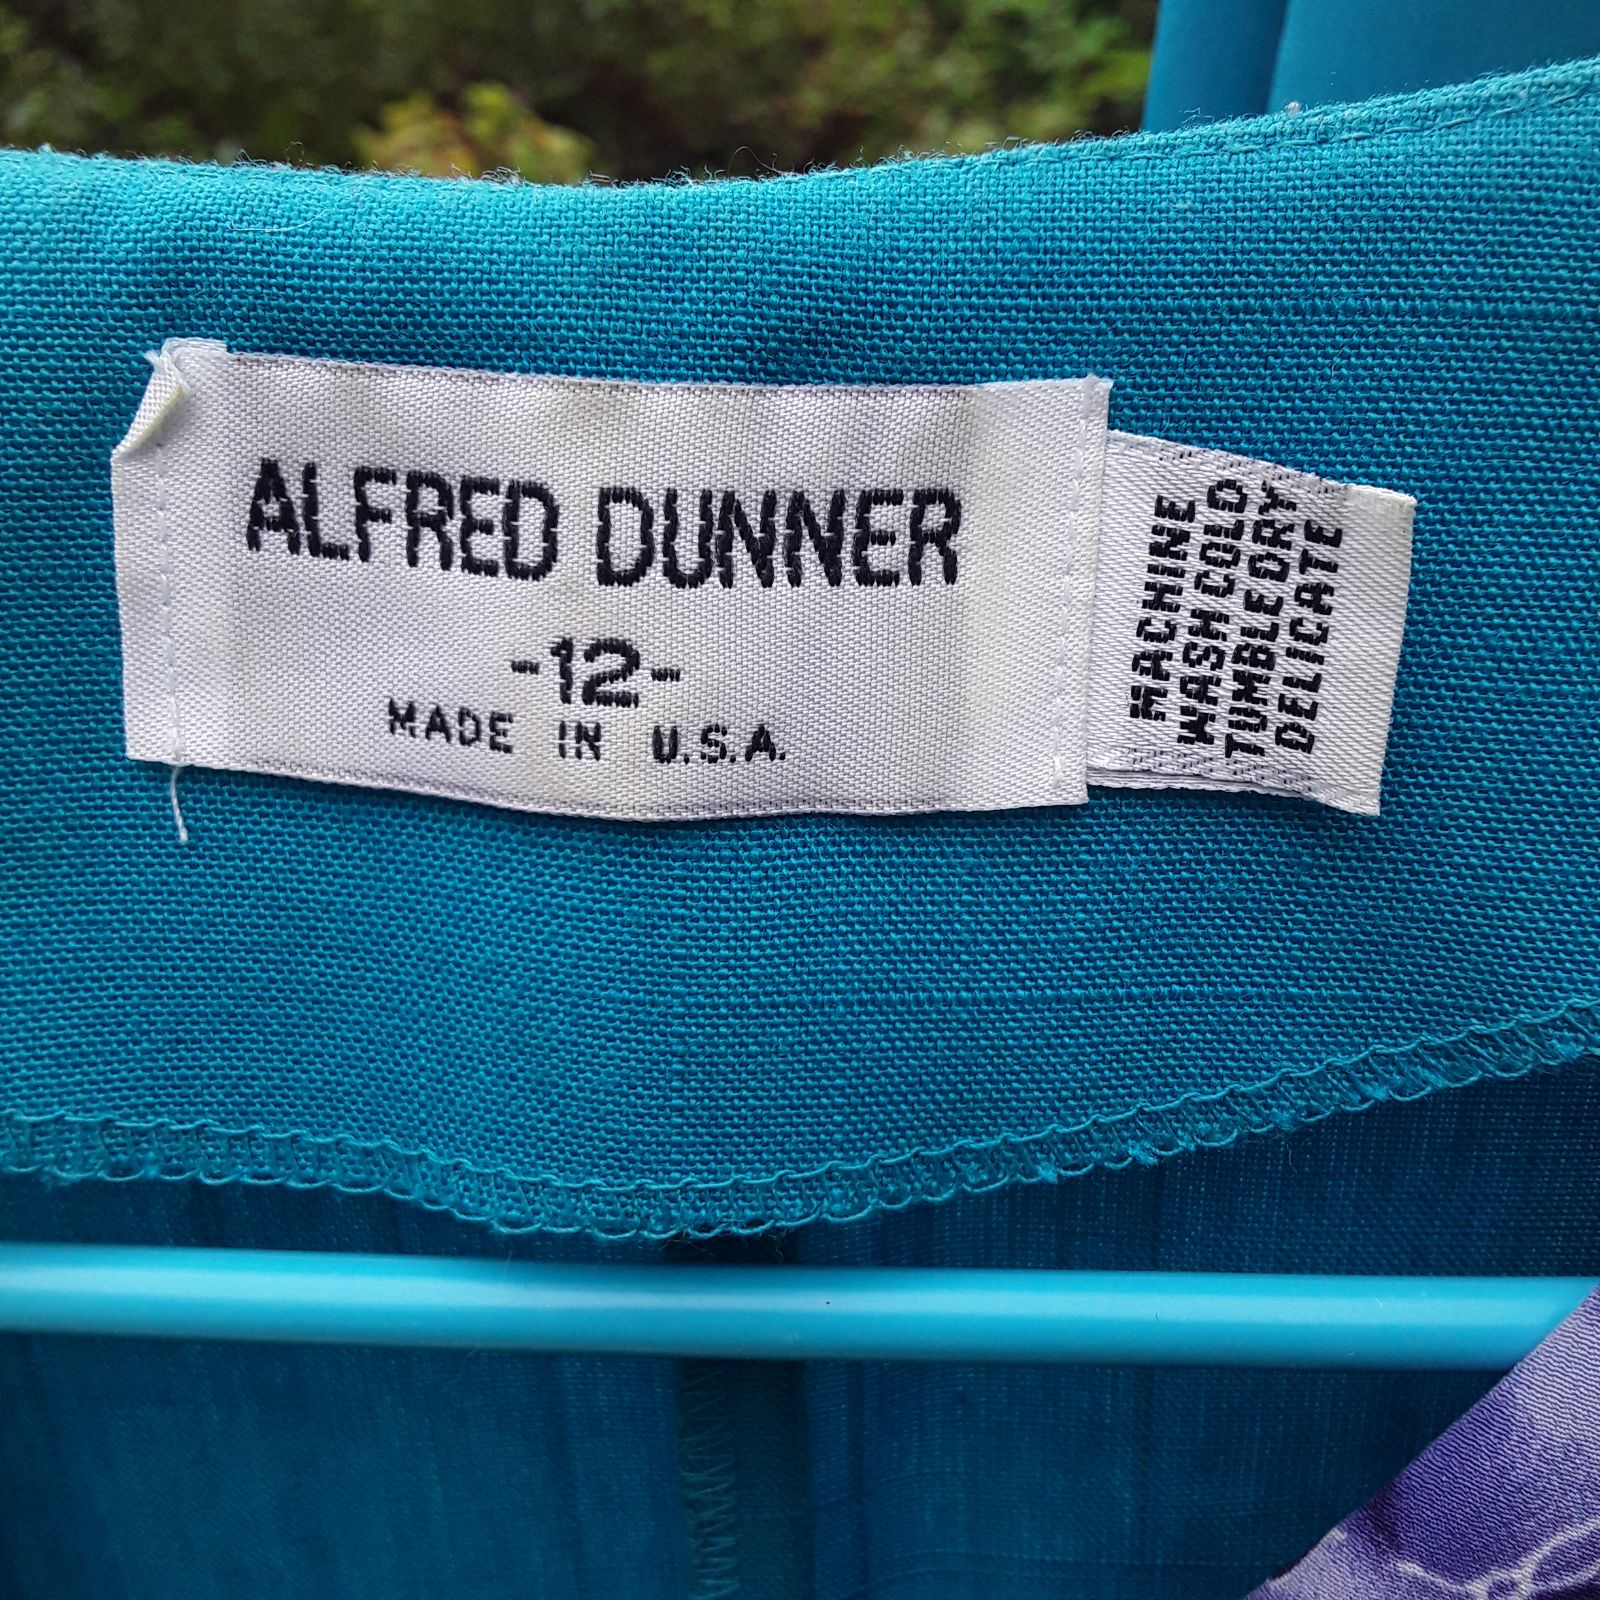 ALFRED DUNNER
-12-
MADE IN U.S.A.
MACHINE
WASH COLD
TUMBLE DRY
DELICATE